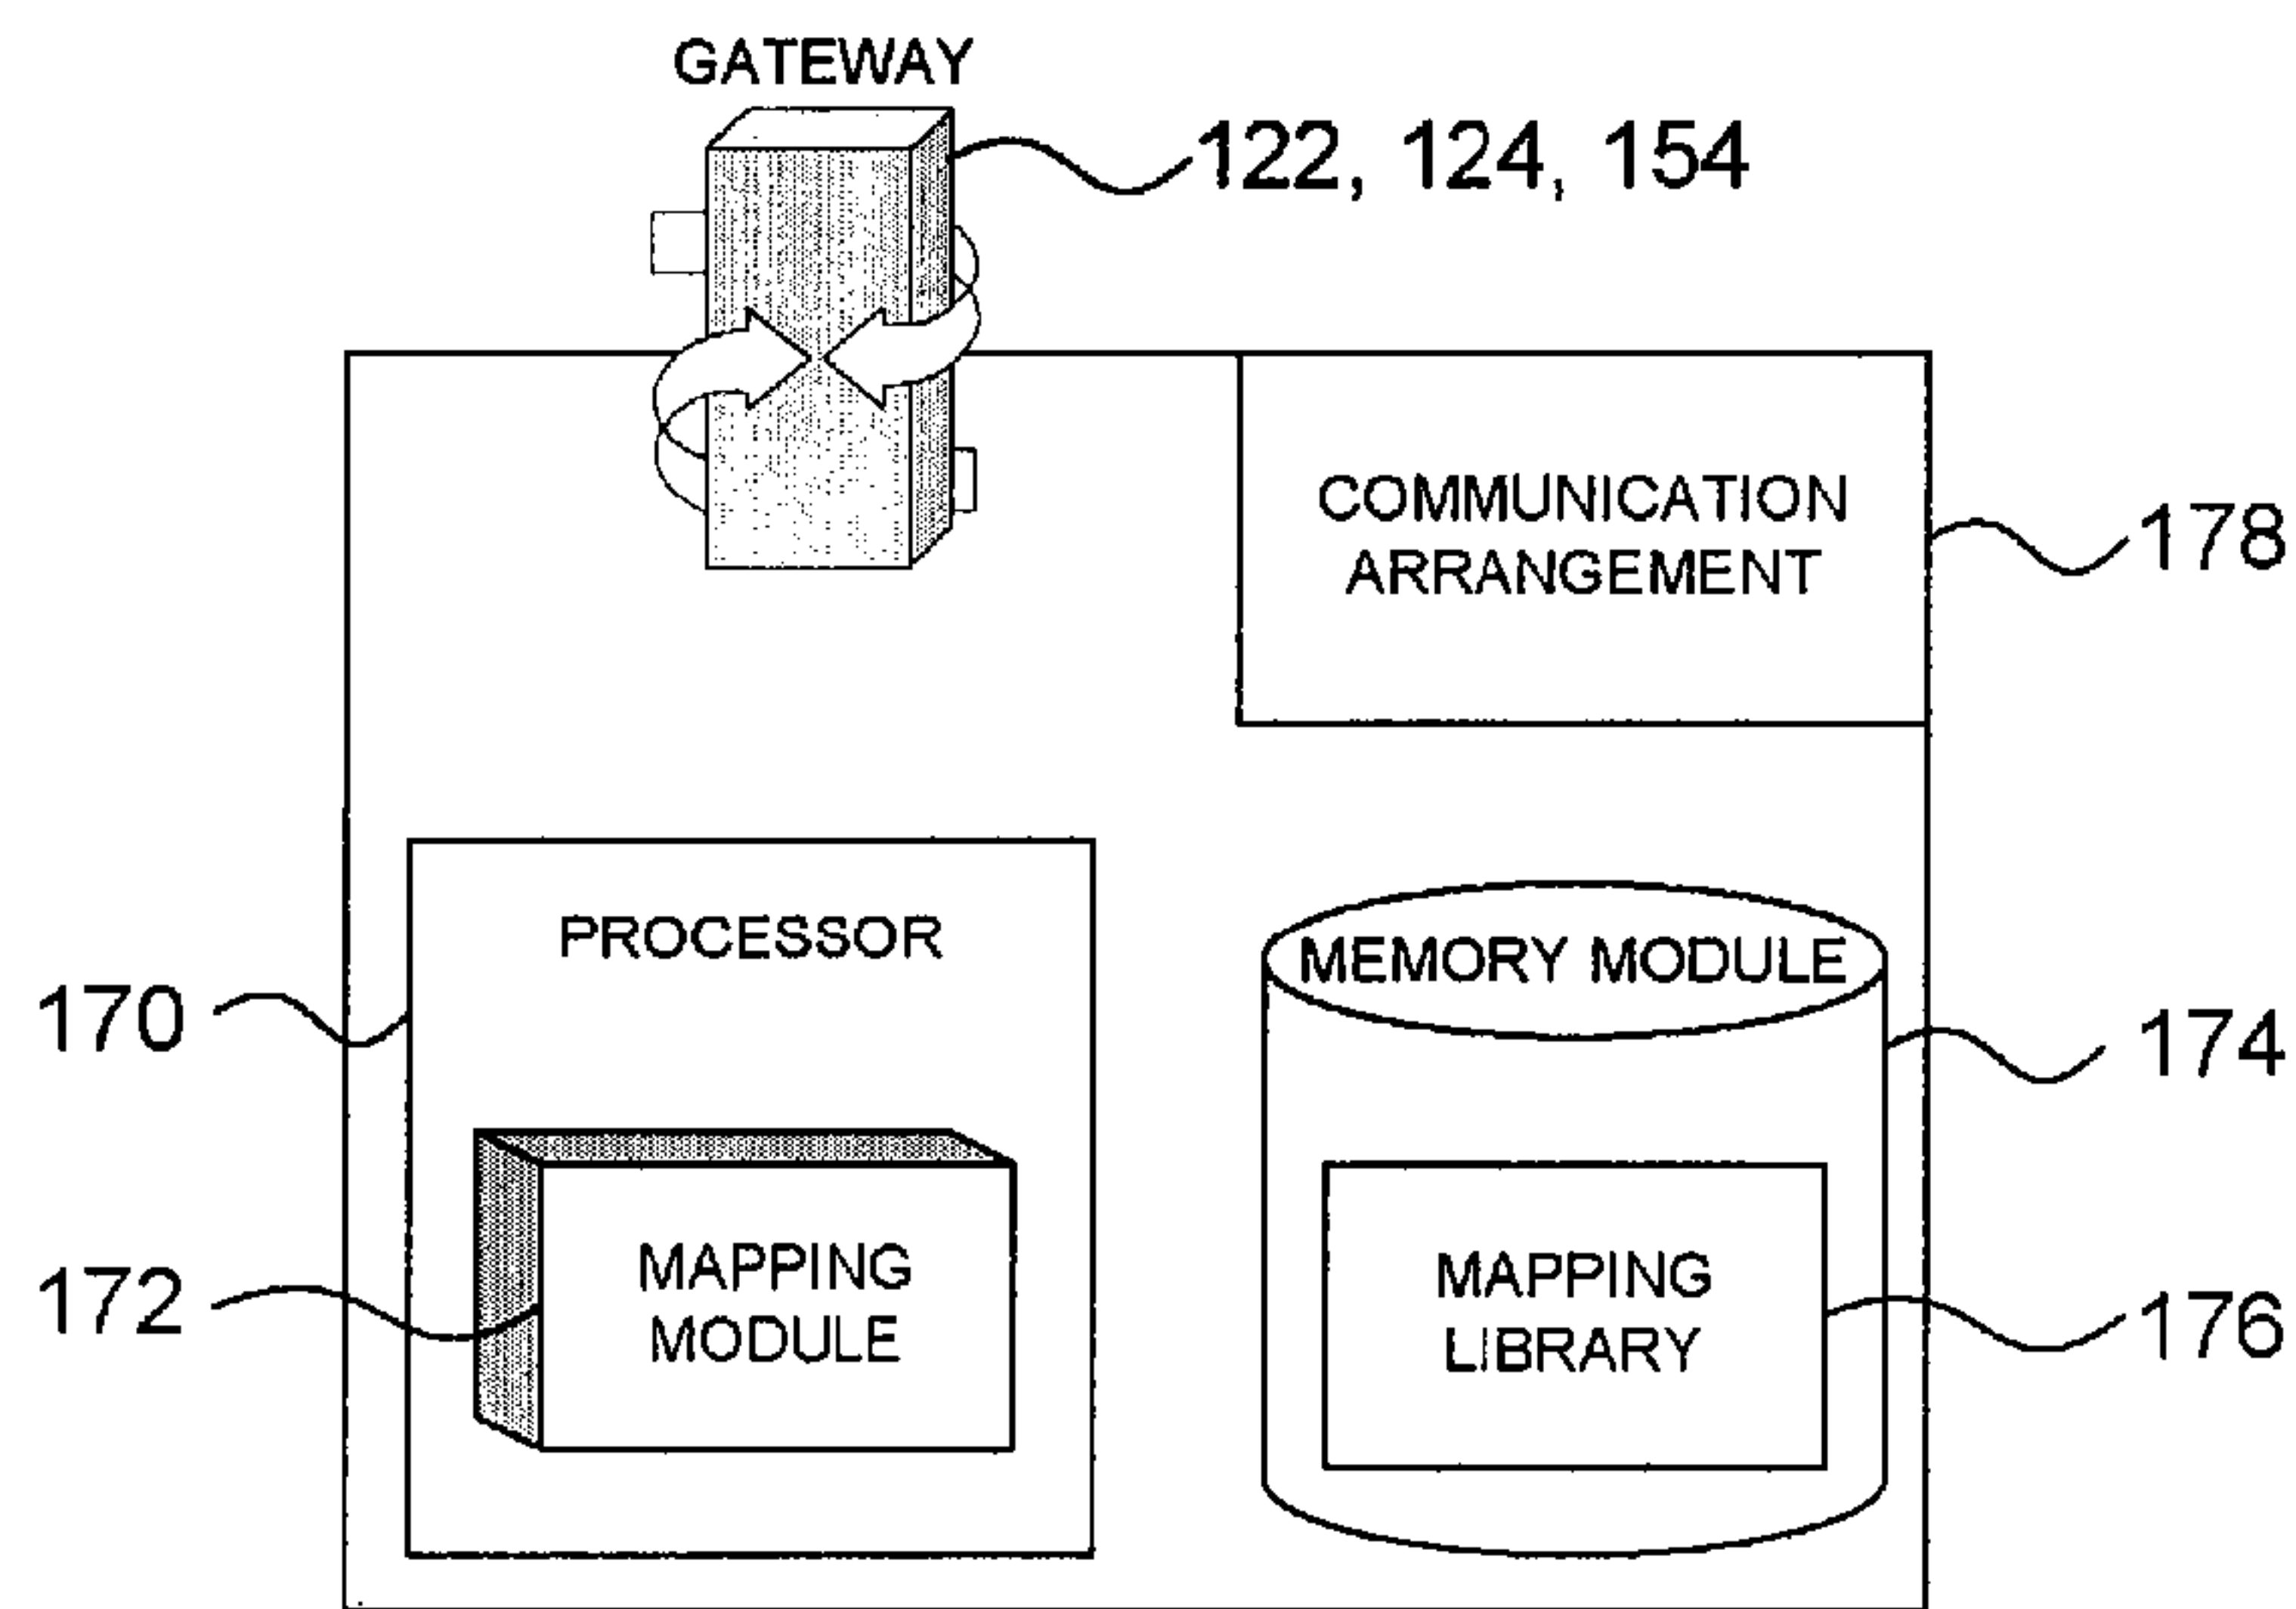 GATEWAY
122, 124, 154
COMMUNICATION
ARRANGEMENT
178
PROCESSOR
MEMORY MODULE
170
174
MAPPING
MODULE
172
MAPPING
LIBRARY
176